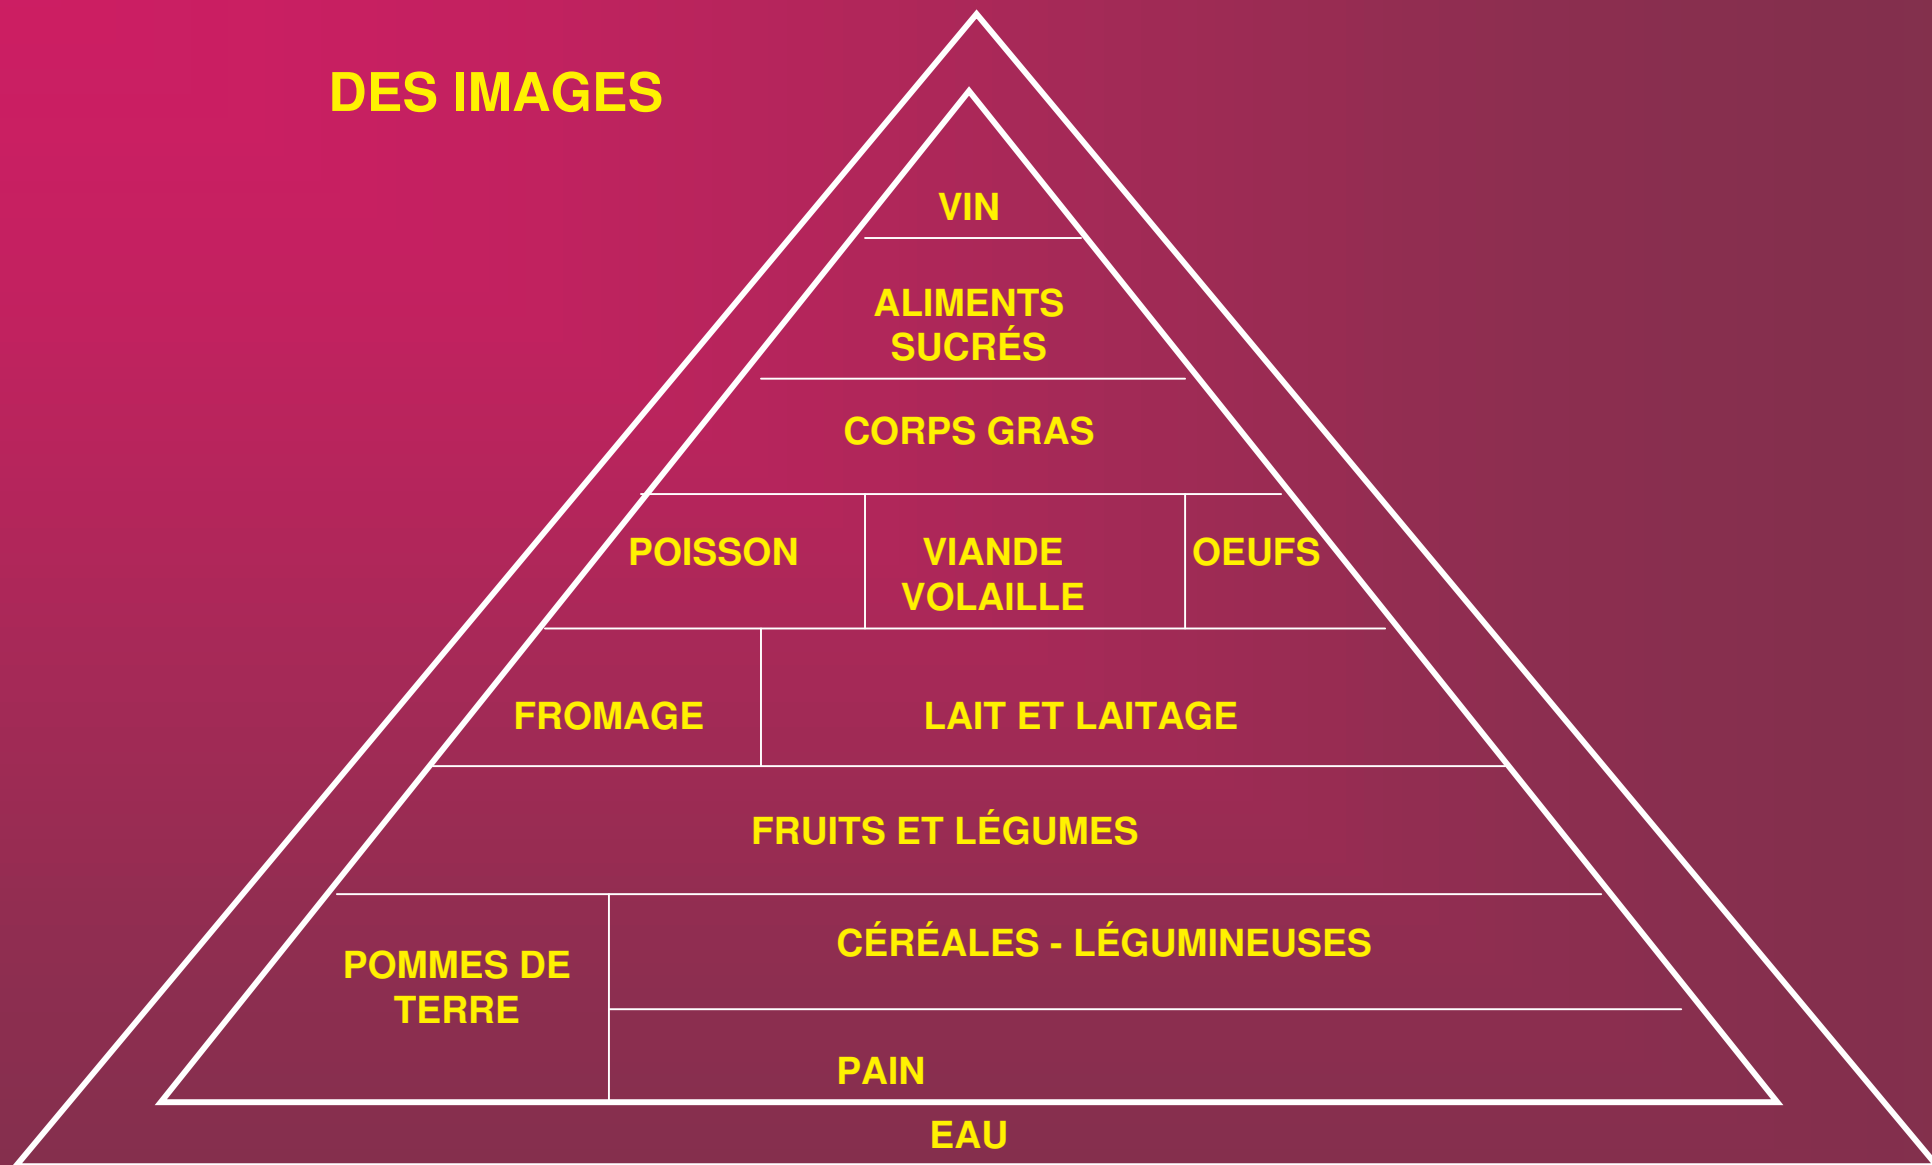 DES IMAGES
VIN
ALIMENTS
SUCRÉS
CORPS GRAS
POISSON
VIANDE
VOLAILLE
OEUFS
FROMAGE
LAIT ET LAITAGE
FRUITS ET LÉGUMES
POMMES DE
TERRE
CÉRÉALES - LÉGUMINEUSES
PAIN
EAU